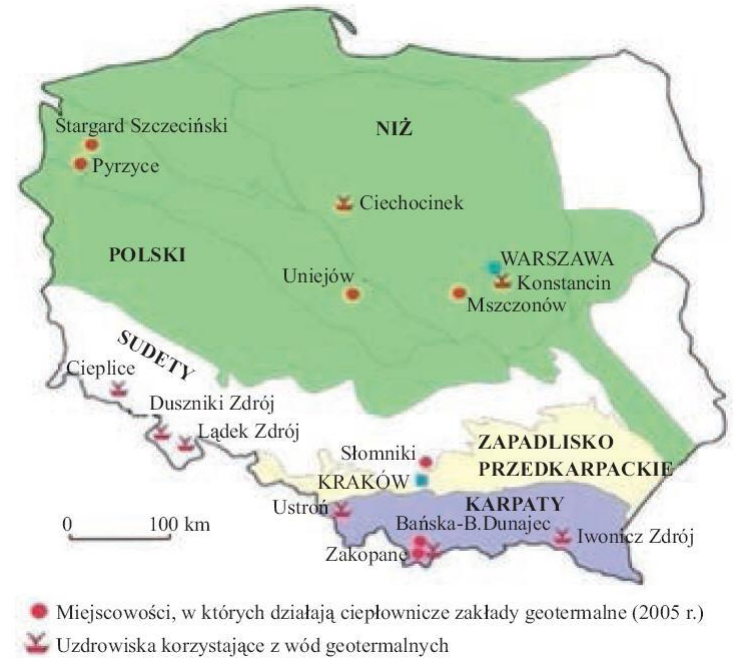 Stargard Szczeciński
NIŻ
Pyrzyce
Ciechocinek
POLSKI
WARSZAWA
Uniejów
Konstancin
Mszczonów
SUDETY
Cieplice
Duszniki Zdrój
Lądek Zdrój
Słomniki
ZAPADLISKO
PRZEDKARPACKIE
KRAKÓW
Ustroń
KARPATY
Bańska-B.Dunajec
Iwonicz Zdrój
Zakopane
0 100 km
Miejscowości, w których działają ciepłownicze zakłady geotermalne (2005 r.)
Uzdrowiska korzystające z wód geotermalnych